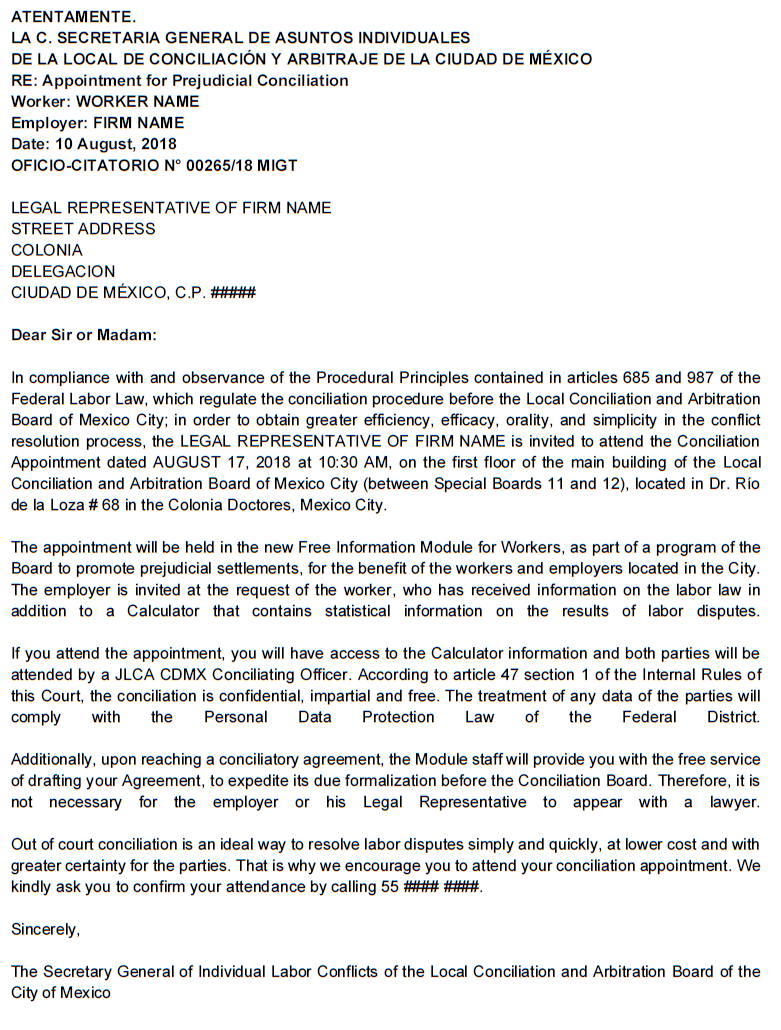 ATENTAMENTE.
LA C. SECRETARIA GENERAL DE ASUNTOS INDIVIDUALES
DE LA LOCAL DE CONCILIACIÓN Y ARBITRAJE DE LA CIUDAD DE MÉXICO
RE: Appointment for Prejudicial Conciliation
Worker: WORKER NAME
Employer: FIRM NAME
Date: 10 August, 2018
OFICIO-CITATORIO N° 00265/18 MIGT
LEGAL REPRESENTATIVE OF FIRM NAME
STREET ADDRESS
COLONIA
DELEGACION
CIUDAD DE MÉXICO, C.P. #####
Dear Sir or Madam:
In compliance with and observance of the Procedural Principles contained in articles 685 and 987 of the
Federal Labor Law, which regulate the conciliation procedure before the Local Conciliation and Arbitration
Board of Mexico City; in order to obtain greater efficiency, efficacy, orality, and simplicity in the conflict
resolution process, the LEGAL REPRESENTATIVE OF FIRM NAME is invited to attend the Conciliation
Appointment dated AUGUST 17, 2018 at 10:30 AM, on the first floor of the main building of the Local
Conciliation and Arbitration Board of Mexico City (between Special Boards 11 and 12), located in Dr. Río
de la Loza # 68 in the Colonia Doctores, Mexico City.
The appointment will be held in the new Free Information Module for Workers, as part of a program of the
Board to promote prejudicial settlements, for the benefit of the workers and employers located in the City.
The employer is invited at the request of the worker, who has received information on the labor law in
addition to a Calculator that contains statistical information on the results of labor disputes.
If you attend the appointment, you will have access to the Calculator information and both parties will be
attended by a JLCA CDMX Conciliating Officer. According to article 47 section 1 of the Internal Rules of
this Court, the conciliation is confidential, impartial and free. The treatment of any data of the parties will
comply with the Personal Data Protection Law of the Federal District.
Additionally, upon reaching a conciliatory agreement, the Module staff will provide you with the free service
of drafting your Agreement, to expedite its due formalization before the Conciliation Board. Therefore, it is
not necessary for the employer or his Legal Representative to appear with a lawyer.
Out of court conciliation is an ideal way to resolve labor disputes simply and quickly, at lower cost and with
greater certainty for the parties. That is why we encourage you to attend your conciliation appointment. We
kindly ask you to confirm your attendance by calling 55 #### ####.
Sincerely,
The Secretary General of Individual Labor Conflicts of the Local Conciliation and Arbitration Board of the
City of Mexico